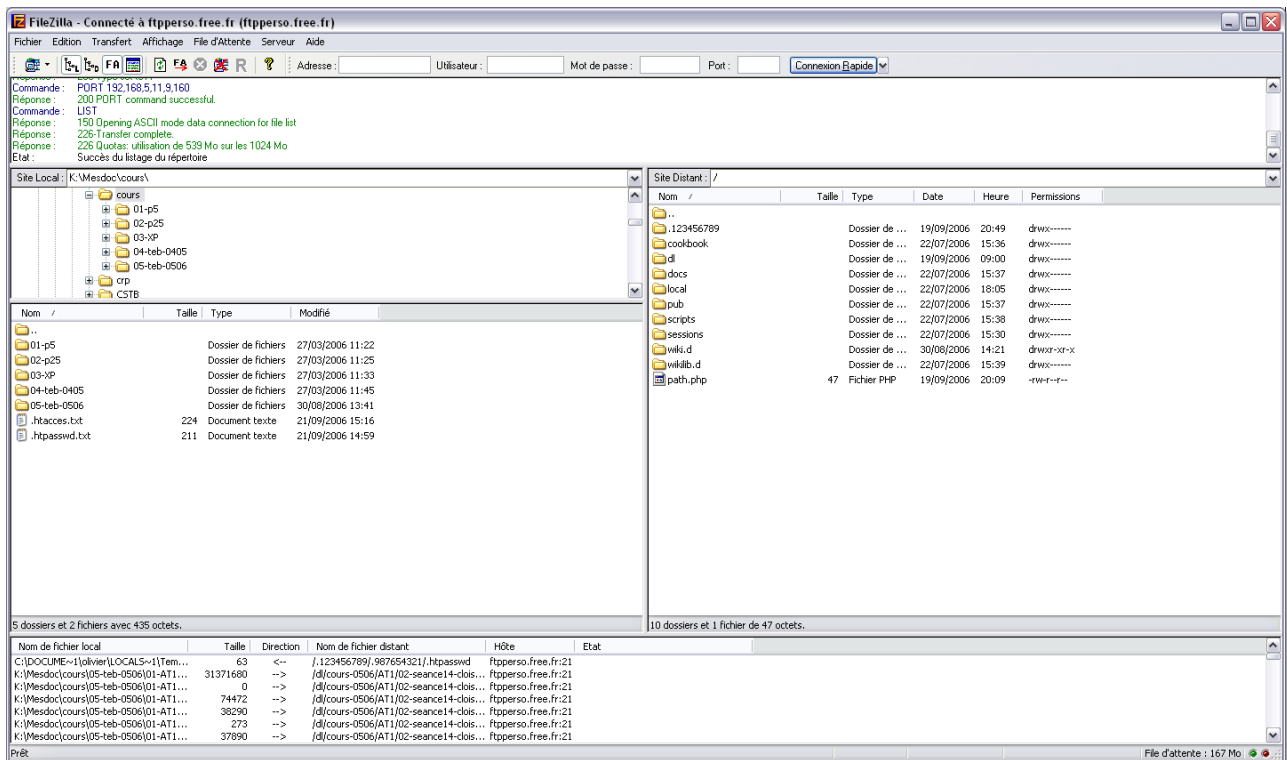 FileZilla - Connecté à ftpperso.free.fr (ftpperso.free.fr)
Fichier Edition Transfert Affichage File d'Attente Serveur Aide
Adresse : Utilisateur : Mot de passe : Port : Connexion Rapide
Commande : PORT 192,168,5,11,9,160
Réponse : 200 PORT command successful.
Commande : LIST
Réponse : 150 Opening ASCII mode data connection for file list
Réponse : 226-Transfer complete.
Réponse : 226 Quotas: utilisation de 539 Mo sur les 1024 Mo
Etat : Succès du listage du répertoire
Site Local : K:\Mesdoc\cours\
cours
01-p5
02-p25
03-XP
04-teb-0405
05-teb-0506
crp
CSTB
Nom Taille Type Modifié
..
01-p5 Dossier de fichiers 27/03/2006 11:22
02-p25 Dossier de fichiers 27/03/2006 11:25
03-XP Dossier de fichiers 27/03/2006 11:33
04-teb-0405 Dossier de fichiers 27/03/2006 11:45
05-teb-0506 Dossier de fichiers 30/08/2006 13:41
.htacces.txt 224 Document texte 21/09/2006 15:16
.htpasswd.txt 211 Document texte 21/09/2006 14:59
5 dossiers et 2 fichiers avec 435 octets.
Site Distant : /
Nom Taille Type Date Heure Permissions
..
.123456789 Dossier de ... 19/09/2006 20:49 drwx------
cookbook Dossier de ... 22/07/2006 15:36 drwx------
dl Dossier de ... 19/09/2006 09:00 drwx------
docs Dossier de ... 22/07/2006 15:37 drwx------
local Dossier de ... 22/07/2006 18:05 drwx------
pub Dossier de ... 22/07/2006 15:37 drwx------
scripts Dossier de ... 22/07/2006 15:38 drwx------
sessions Dossier de ... 22/07/2006 15:30 drwx------
wiki.d Dossier de ... 30/08/2006 14:21 drwxr-xr-x
wikilib.d Dossier de ... 22/07/2006 15:39 drwx------
path.php 47 Fichier PHP 19/09/2006 20:09 -rw-r--r--
10 dossiers et 1 fichier de 47 octets.
Nom de fichier local Taille Direction Nom de fichier distant Hôte Etat
C:\DOCUME~1\olivier\LOCALS~1\Tem... 63 <-- /.123456789/.987654321/.htpasswd ftpperso.free.fr:21
K:\Mesdoc\cours\05-teb-0506\01-AT1... 31371680 --> /dl/cours-0506/AT1/02-seance14-clois... ftpperso.free.fr:21
K:\Mesdoc\cours\05-teb-0506\01-AT1... 0 --> /dl/cours-0506/AT1/02-seance14-clois... ftpperso.free.fr:21
K:\Mesdoc\cours\05-teb-0506\01-AT1... 74472 --> /dl/cours-0506/AT1/02-seance14-clois... ftpperso.free.fr:21
K:\Mesdoc\cours\05-teb-0506\01-AT1... 38290 --> /dl/cours-0506/AT1/02-seance14-clois... ftpperso.free.fr:21
K:\Mesdoc\cours\05-teb-0506\01-AT1... 273 --> /dl/cours-0506/AT1/02-seance14-clois... ftpperso.free.fr:21
K:\Mesdoc\cours\05-teb-0506\01-AT1... 37890 --> /dl/cours-0506/AT1/02-seance14-clois... ftpperso.free.fr:21
Prêt File d'attente : 167 Mo